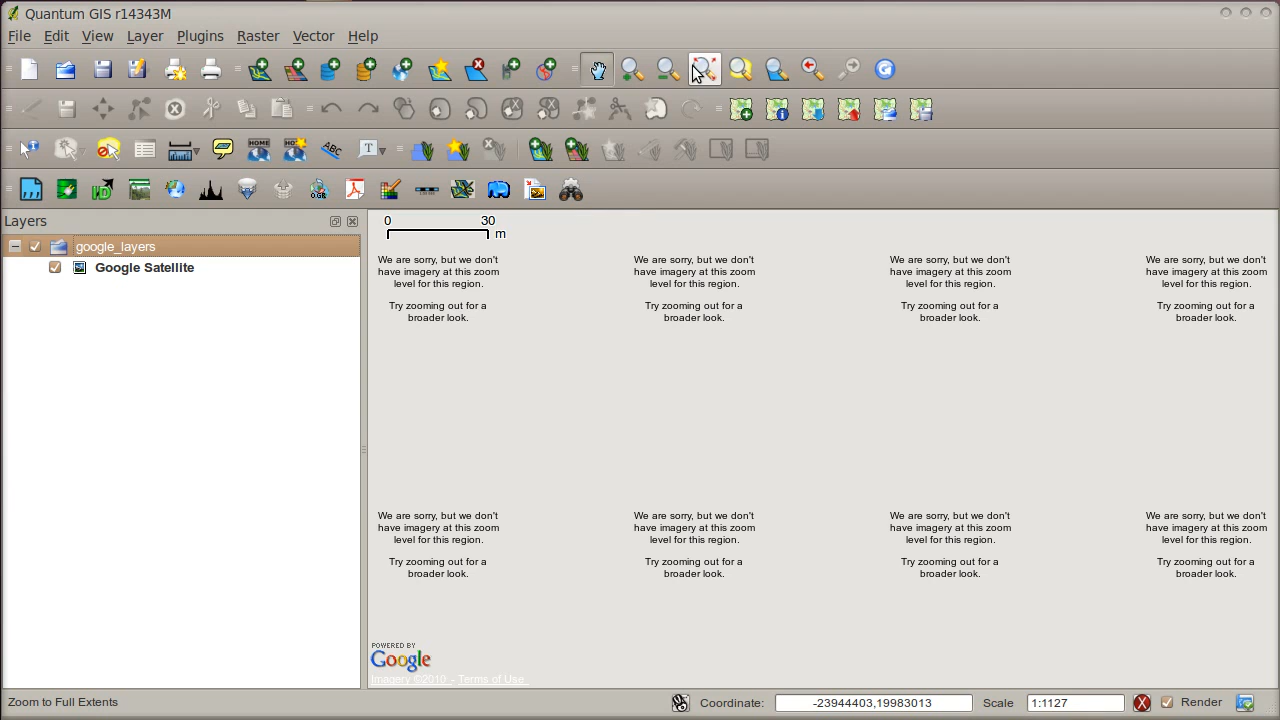 Quantum GIS r14343M
File Edit View Layer Plugins Raster Vector Help
Layers
google_layers
Google Satellite
0 30
m
We are sorry, but we don't We are sorry, but we don't We are sorry, but we don't We are sorry, but we don't
have imagery at this zoom have imagery at this zoom have imagery at this zoom have imagery at this zoom
level for this region. level for this region. level for this region. level for this region.
Try zooming out for a Try zooming out for a Try zooming out for a Try zooming out for a
broader look. broader look. broader look. broader look.
We are sorry, but we don't We are sorry, but we don't We are sorry, but we don't We are sorry, but we don't
have imagery at this zoom have imagery at this zoom have imagery at this zoom have imagery at this zoom
level for this region. level for this region. level for this region. level for this region.
Try zooming out for a Try zooming out for a Try zooming out for a Try zooming out for a
broader look. broader look. broader look. broader look.
POWERED BY
Google
Imagery ©2010 - Terms of Use
Zoom to Full Extents Coordinate: -23944403,19983013 Scale 1:1127 Render